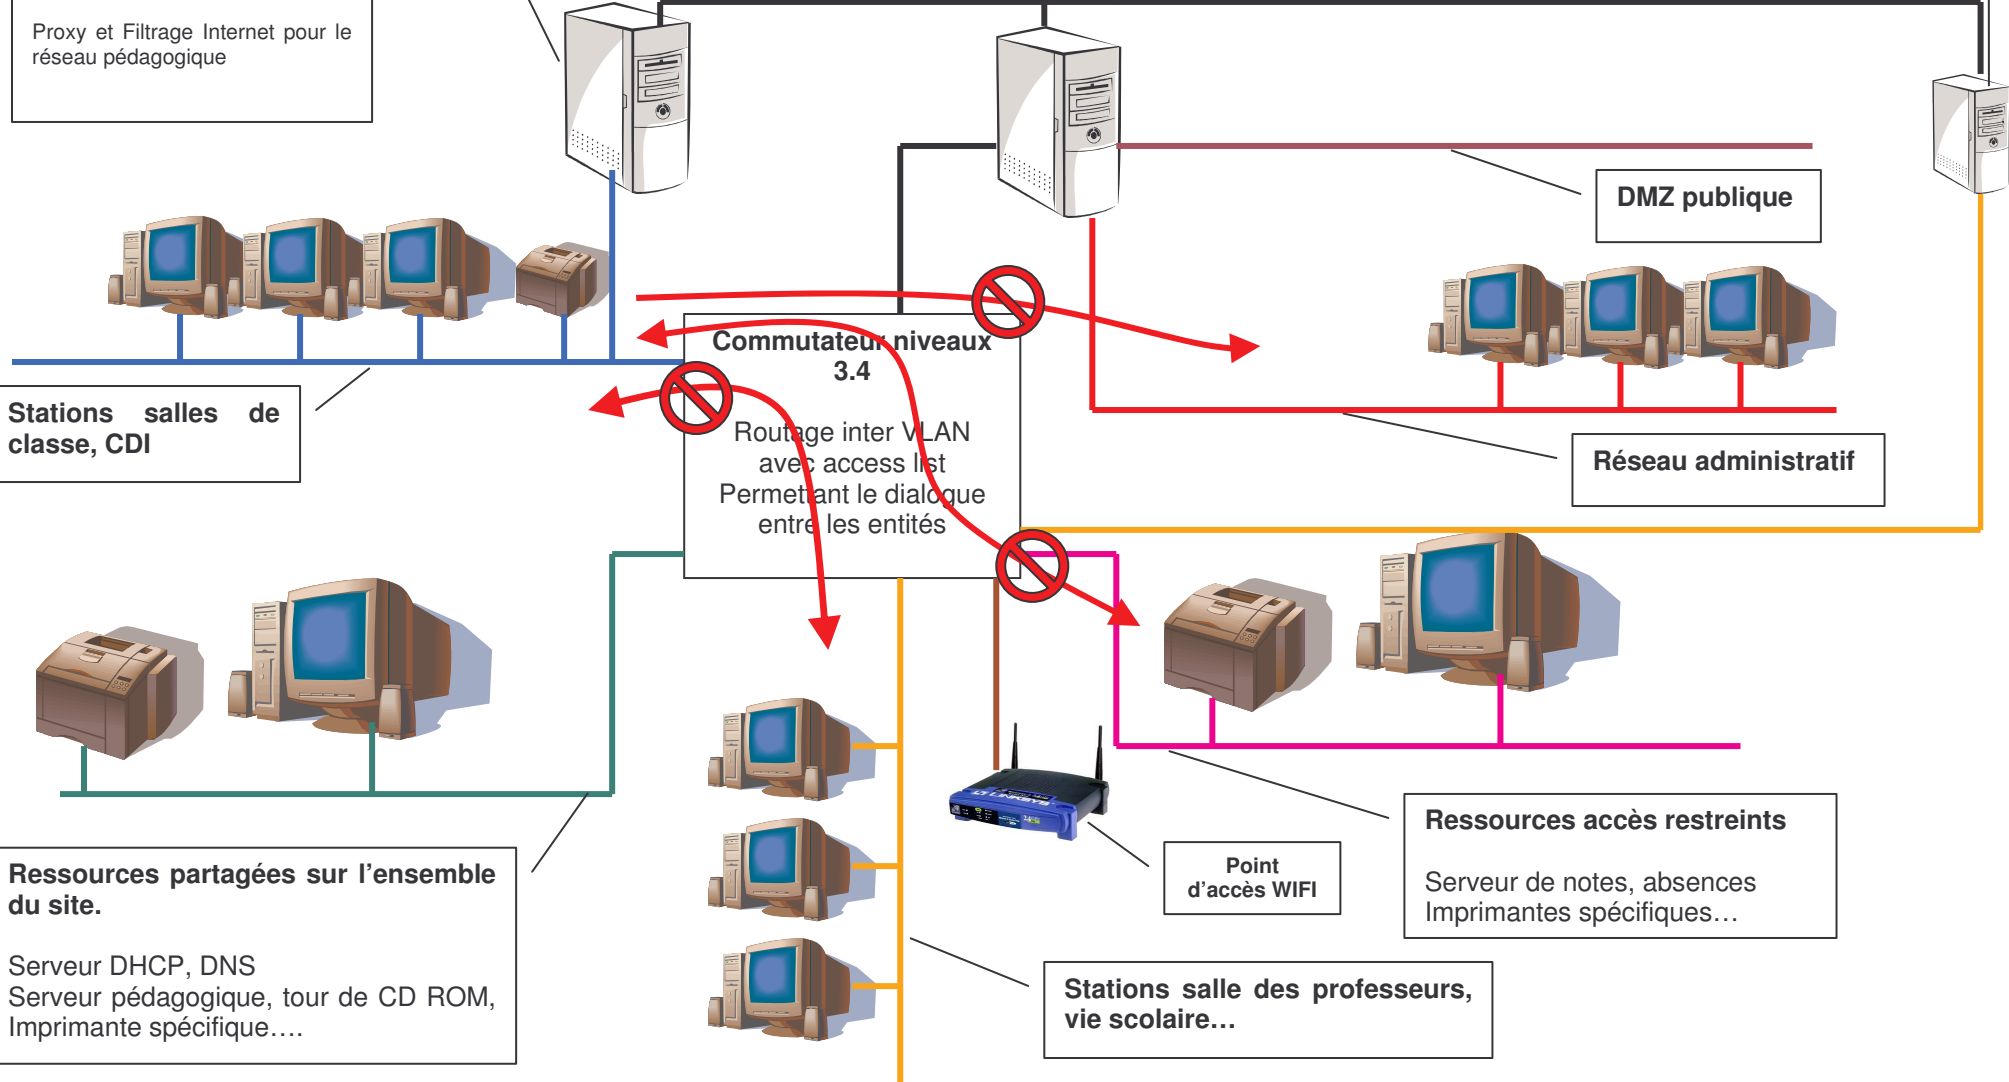 Proxy et Filtrage Internet pour le
réseau pédagogique
DMZ publique
Commutateur niveaux
3.4
Routage inter VLAN
avec access list
Permettant le dialogue
entre les entités
Stations salles de
classe, CDI
Réseau administratif
LINKSYS
Ressources accès restreints
Serveur de notes, absences
Imprimantes spécifiques…
Point
d'accès WIFI
Ressources partagées sur l'ensemble
du site.
Serveur DHCP, DNS
Serveur pédagogique, tour de CD ROM,
Imprimante spécifique….
Stations salle des professeurs,
vie scolaire…